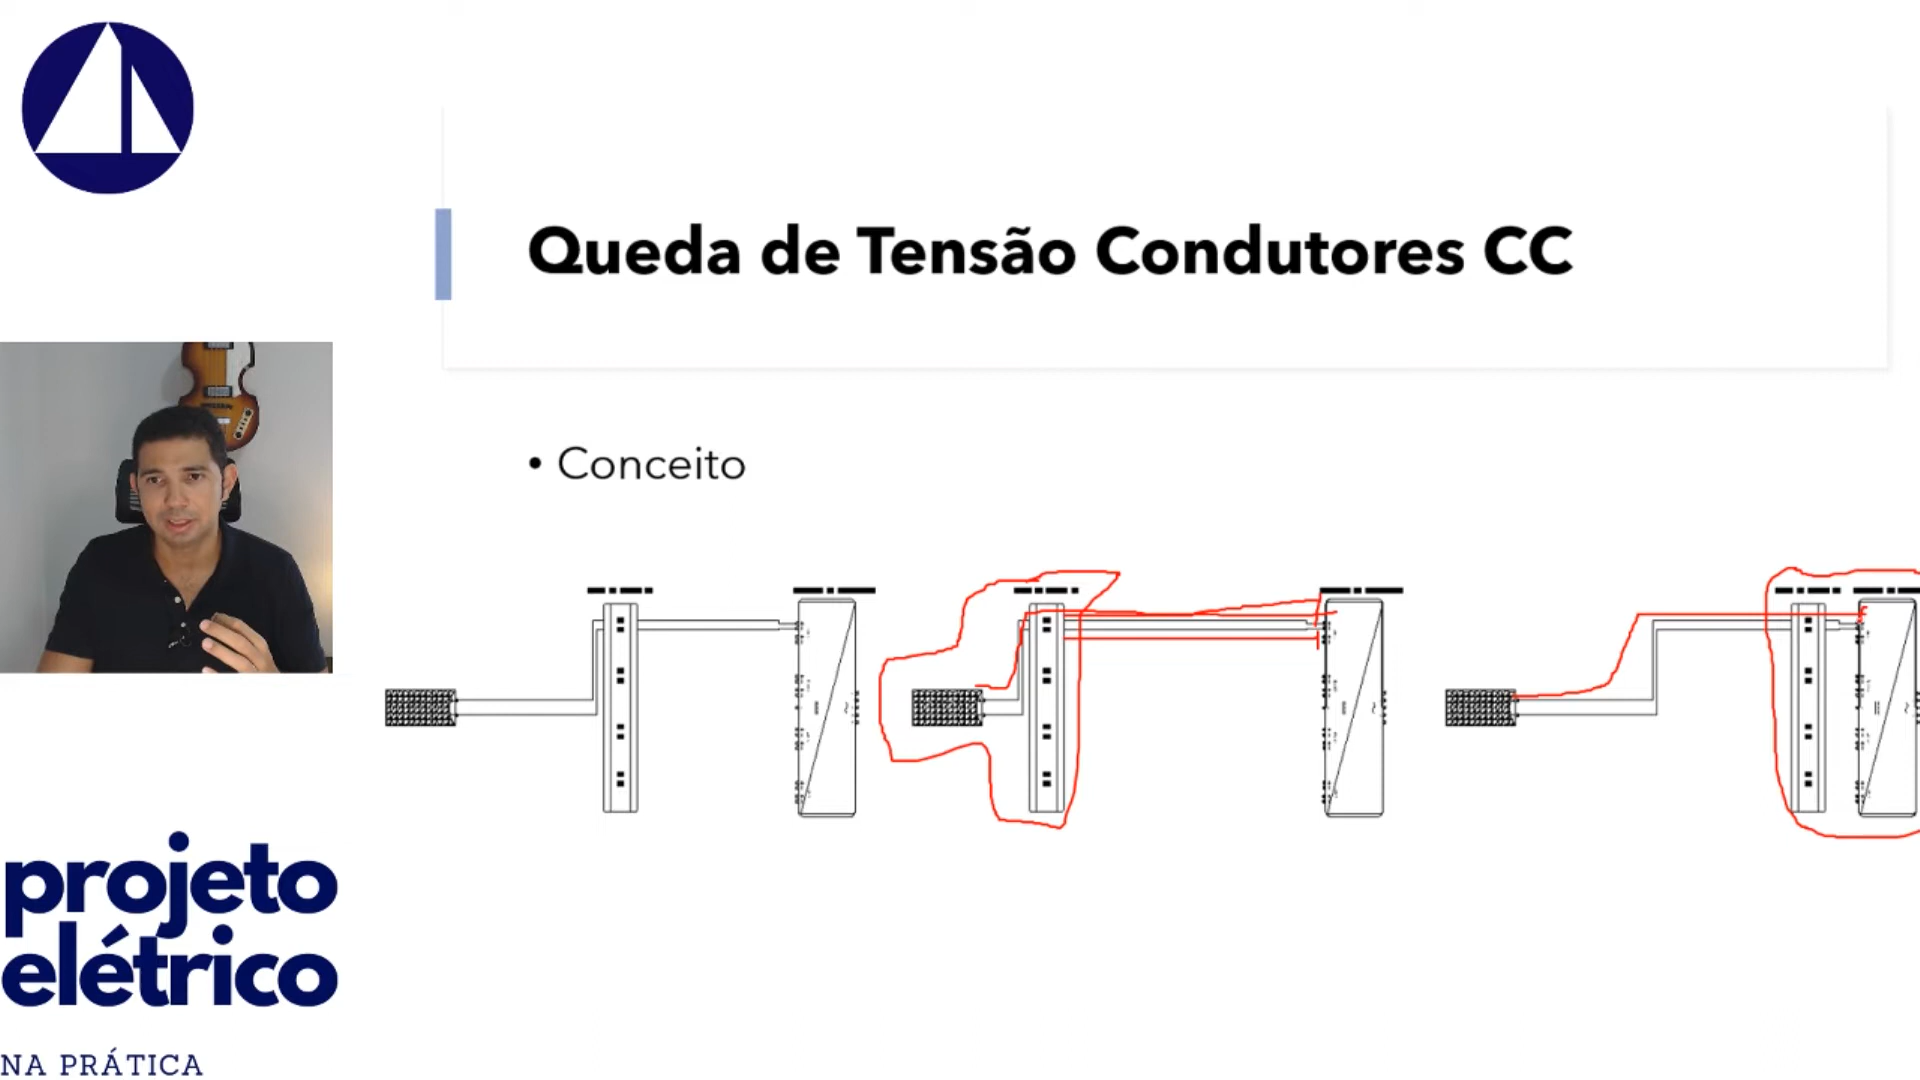 Queda de Tensão Condutores CC
• Conceito
projeto
elétrico
NA PRÁTICA